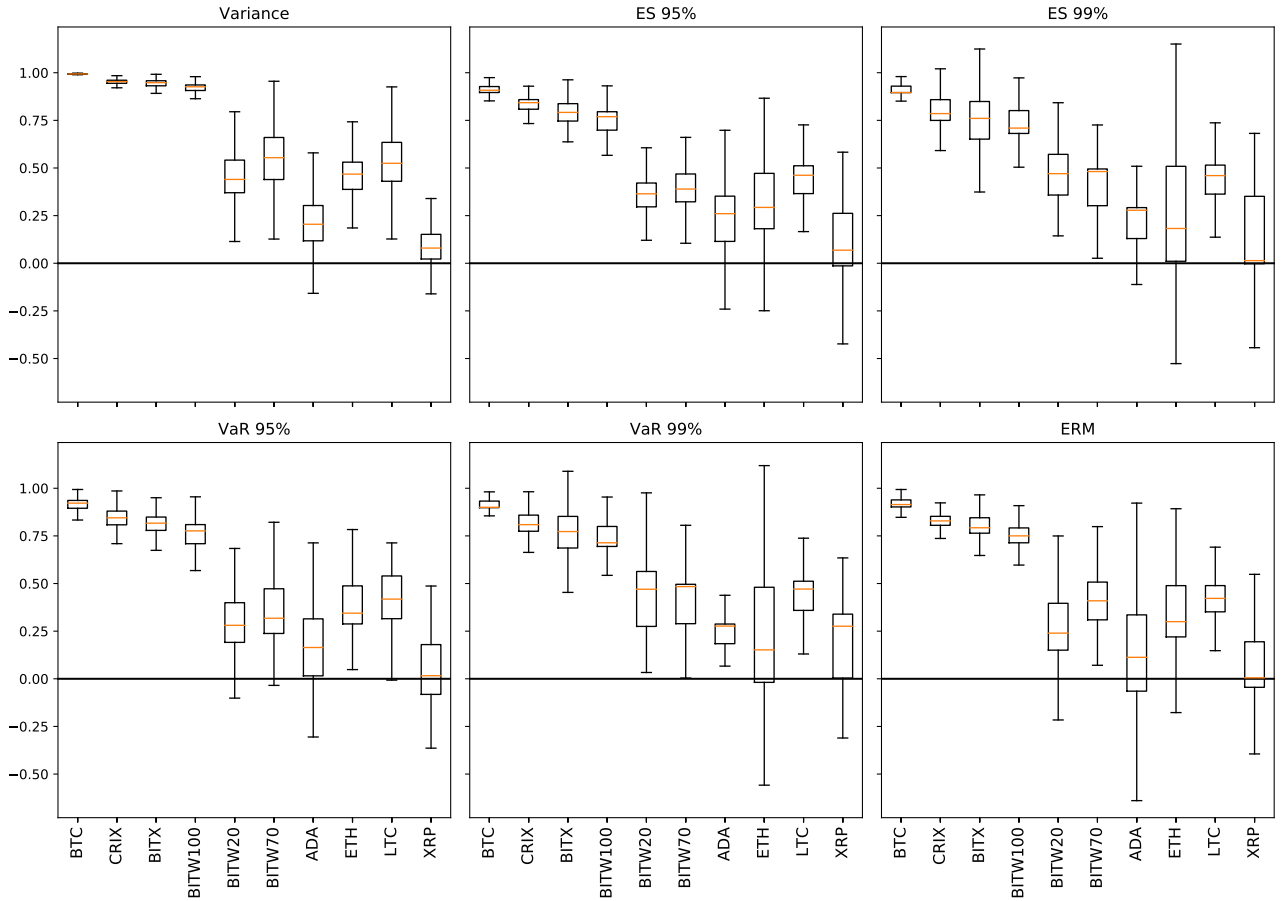 Variance
ES 95%
ES 99%
1.00
0.75
0.50
0.25
0.00
−0.25
−0.50
VaR 95%
VaR 99%
ERM
1.00
0.75
0.50
0.25
0.00
−0.25
−0.50
BTC
CRIX
BITX
BITW100
BITW20
BITW70
ADA
ETH
LTC
XRP
BTC
CRIX
BITX
BITW100
BITW20
BITW70
ADA
ETH
LTC
XRP
BTC
CRIX
BITX
BITW100
BITW20
BITW70
ADA
ETH
LTC
XRP